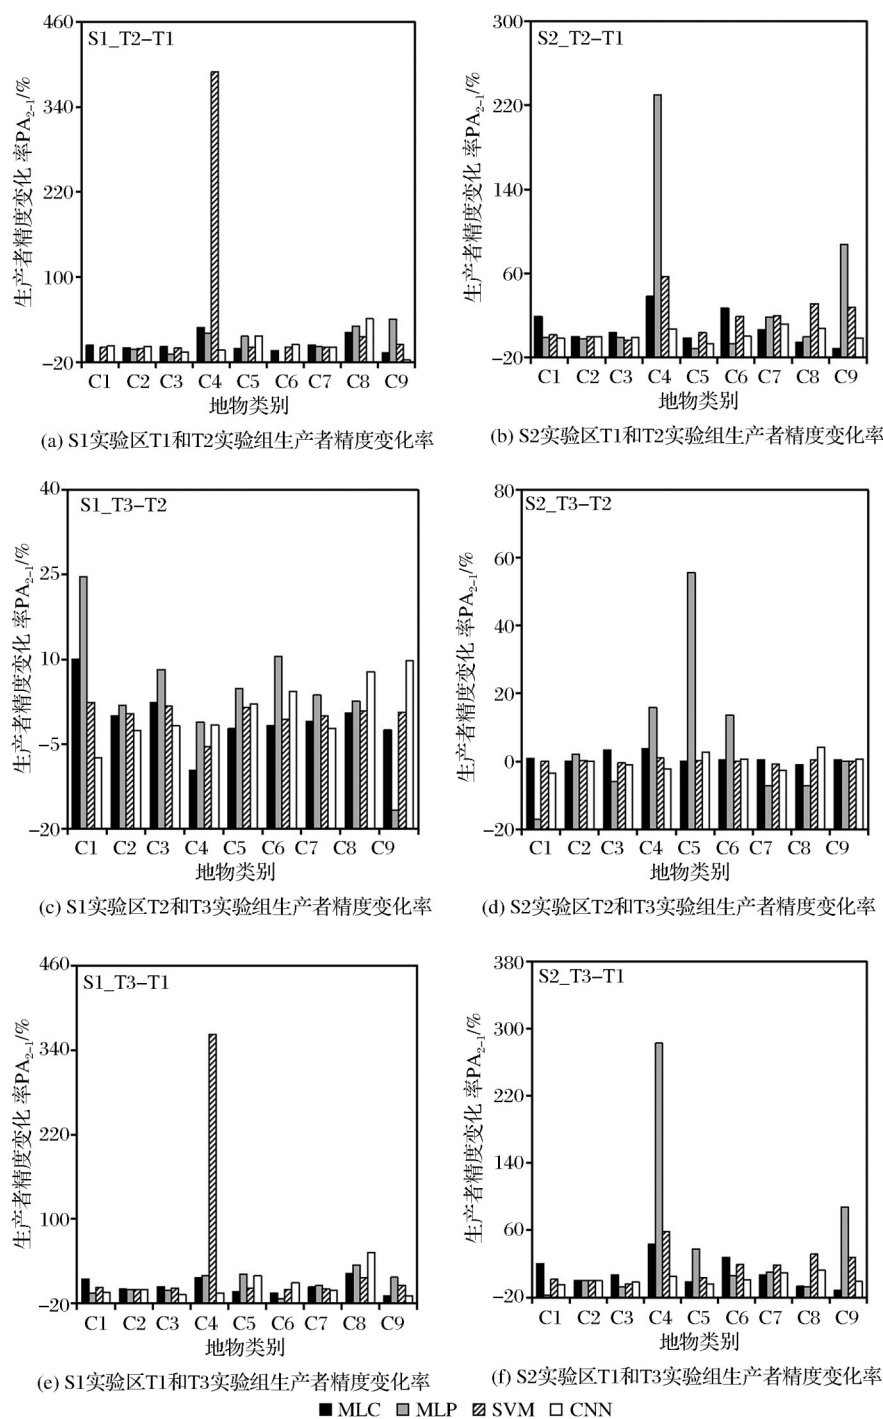 S1_T2−T1
460
340
220
100
−20
生产者精度变化 率PA2−1/%
C1 C2 C3 C4 C5 C6 C7 C8 C9
地物类别
(a) S1实验区T1和T2实验组生产者精度变化率
S2_T2−T1
300
220
140
60
−20
生产者精度变化 率PA2−1/%
C1 C2 C3 C4 C5 C6 C7 C8 C9
地物类别
(b) S2实验区T1和T2实验组生产者精度变化率
S1_T3−T2
40
25
10
−5
−20
生产者精度变化 率PA2−1/%
C1 C2 C3 C4 C5 C6 C7 C8 C9
地物类别
(c) S1实验区T2和T3实验组生产者精度变化率
S2_T3−T2
80
60
40
20
0
−20
生产者精度变化 率PA2−1/%
C1 C2 C3 C4 C5 C6 C7 C8 C9
地物类别
(d) S2实验区T2和T3实验组生产者精度变化率
S1_T3−T1
460
340
220
100
−20
生产者精度变化 率PA2−1/%
C1 C2 C3 C4 C5 C6 C7 C8 C9
地物类别
(e) S1实验区T1和T3实验组生产者精度变化率
S2_T3−T1
380
300
220
140
60
−20
生产者精度变化 率PA2−1/%
C1 C2 C3 C4 C5 C6 C7 C8 C9
地物类别
(f) S2实验区T1和T3实验组生产者精度变化率
MLC MLP SVM CNN